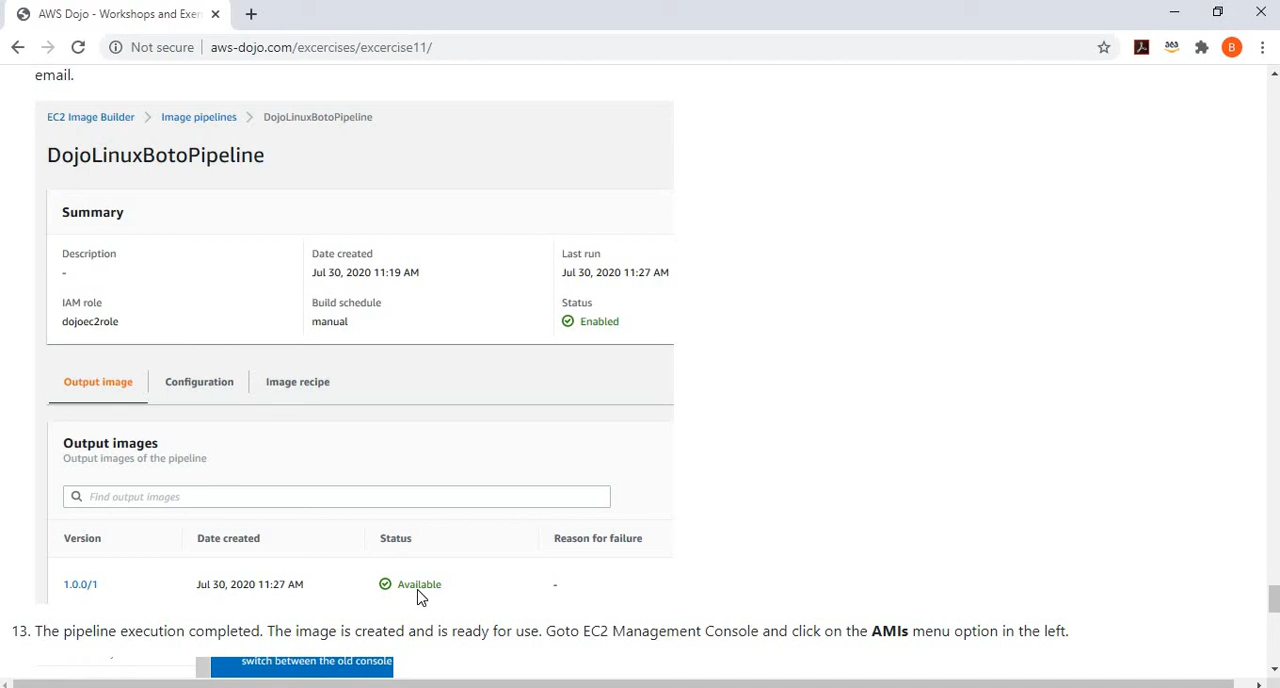 AWS Dojo - Workshops and Exer
Not secure
aws-dojo.com/excercises/excercise11/
B
email.
EC2 Image Builder > Image pipelines > DojoLinuxBotoPipeline
DojoLinuxBotoPipeline
Summary
Description Date created Last run
- Jul 30, 2020 11:19 AM Jul 30, 2020 11:27 AM
IAM role Build schedule Status
dojoec2role manual Enabled
Output image Configuration Image recipe
Output images
Output images of the pipeline
Find output images
Version Date created Status Reason for failure
1.0.0/1 Jul 30, 2020 11:27 AM Available -
13. The pipeline execution completed. The image is created and is ready for use. Goto EC2 Management Console and click on the AMIs menu option in the left.
switch between the old console